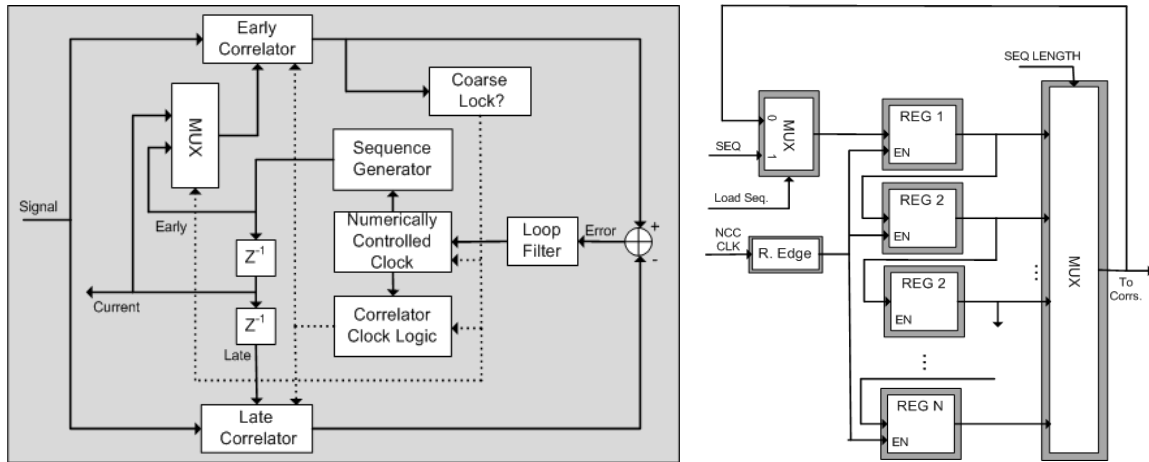 Early
Correlator
Coarse
Lock?
MUX
Sequence
Generator
Signal
Early
Numerically
Controlled
Clock
Loop
Filter
Error
+
-
Z⁻¹
Current
Z⁻¹
Late
Correlator
Clock Logic
Late
Correlator
SEQ LENGTH
MUX
0
1
SEQ
Load Seq.
NCC
CLK
R. Edge
REG 1
EN
REG 2
EN
REG 2
EN
...
...
REG N
EN
MUX
To
Corrs.